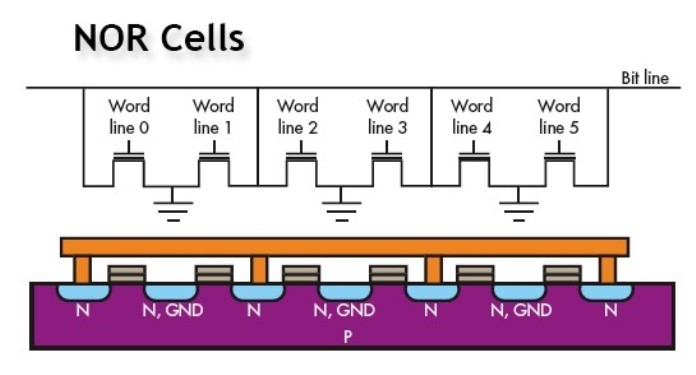 NOR Cells
Bit line
Word line 0
Word line 1
Word line 2
Word line 3
Word line 4
Word line 5
N
N, GND
N
N, GND
N
N, GND
N
P